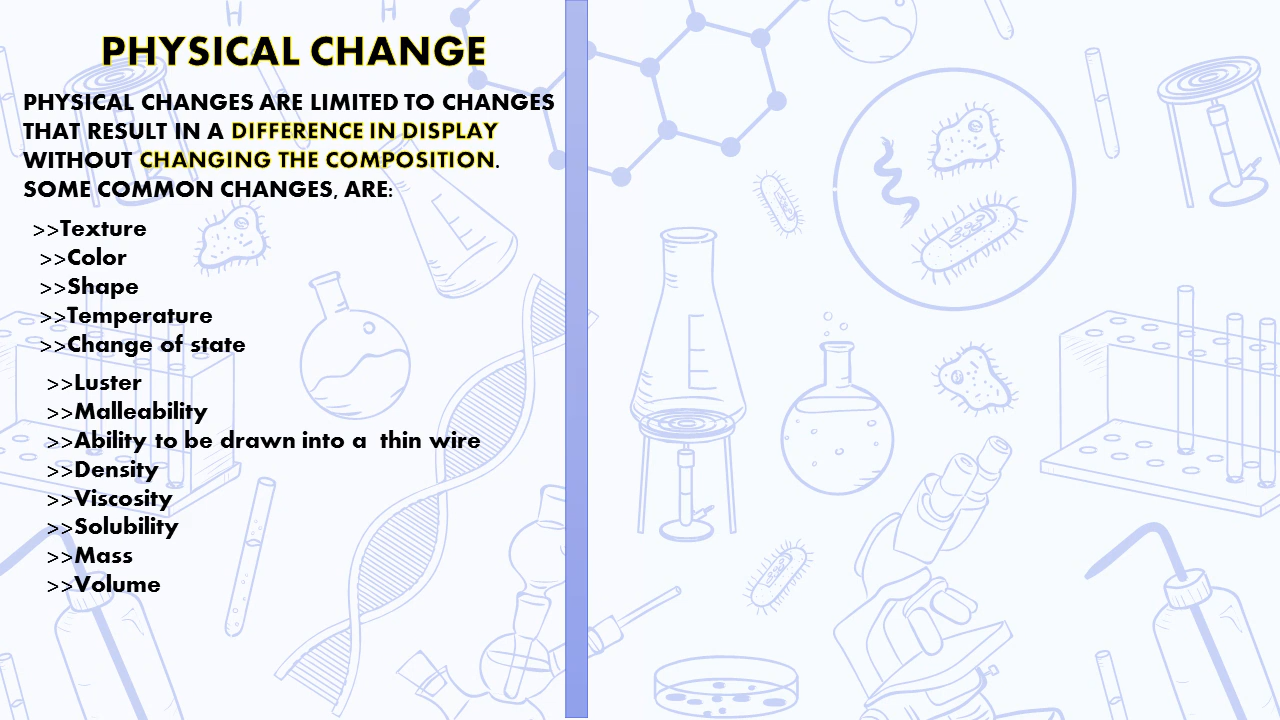 H H
PHYSICAL CHANGE
PHYSICAL CHANGES ARE LIMITED TO CHANGES
THAT RESULT IN A DIFFERENCE IN DISPLAY
WITHOUT CHANGING THE COMPOSITION.
SOME COMMON CHANGES, ARE:
>>Texture
>>Color
>>Shape
>>Temperature
>>Change of state
>>Luster
>>Malleability
>>Ability to be drawn into a  thin wire
>>Density
>>Viscosity
>>Solubility
>>Mass
>>Volume